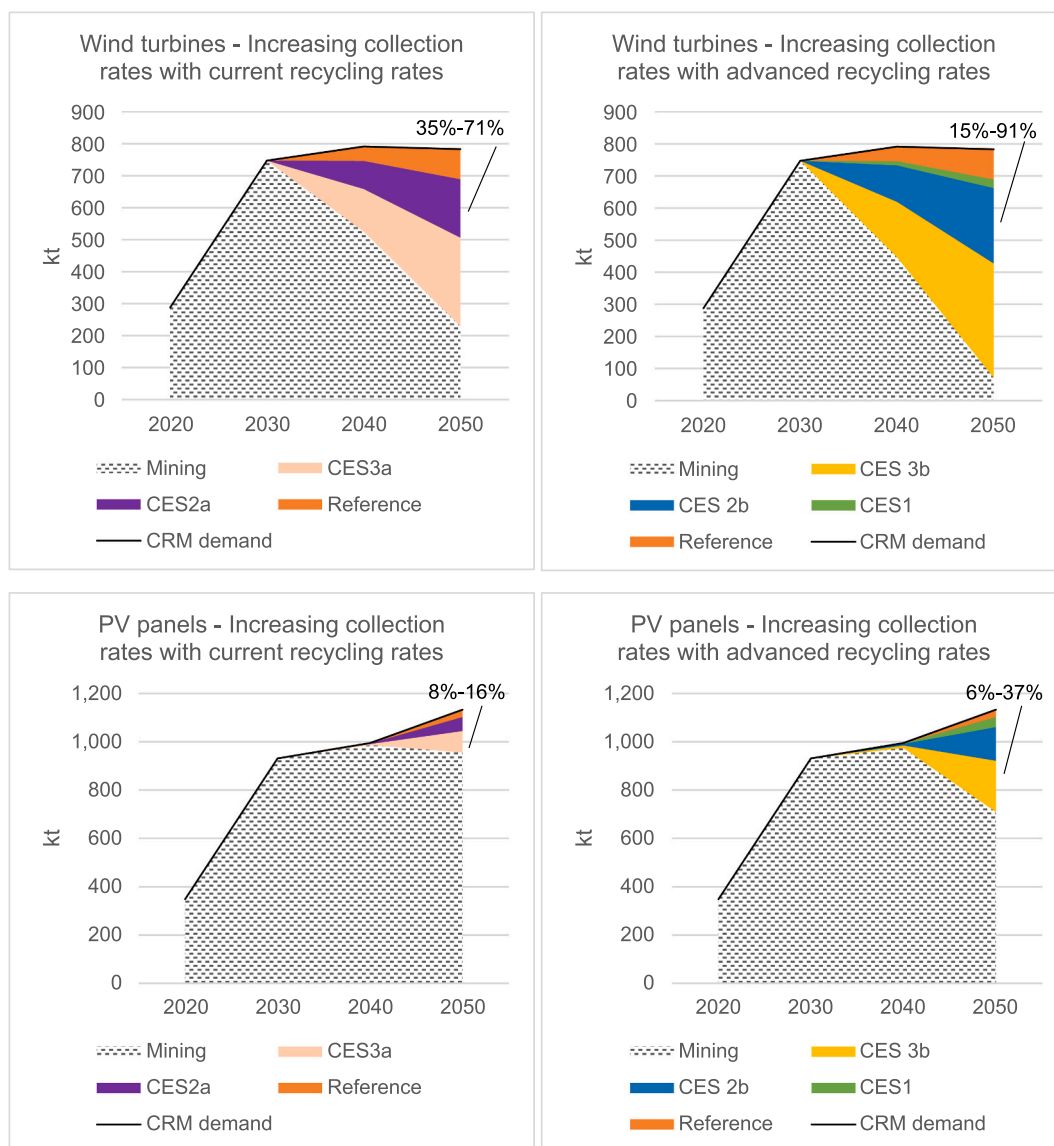 Wind turbines - Increasing collection
rates with current recycling rates
900
800
700
600
500
400
300
200
100
0
kt
35%-71%
2020 2030 2040 2050
Mining CES3a
CES2a Reference
CRM demand
Wind turbines - Increasing collection
rates with advanced recycling rates
900
800
700
600
500
400
300
200
100
0
kt
15%-91%
2020 2030 2040 2050
Mining CES 3b
CES 2b CES1
Reference CRM demand
PV panels - Increasing collection
rates with current recycling rates
1,200
1,000
800
600
400
200
0
kt
8%-16%
2020 2030 2040 2050
Mining CES3a
CES2a Reference
CRM demand
PV panels - Increasing collection
rates with advanced recycling rates
1,200
1,000
800
600
400
200
0
kt
6%-37%
2020 2030 2040 2050
Mining CES 3b
CES 2b CES1
Reference CRM demand